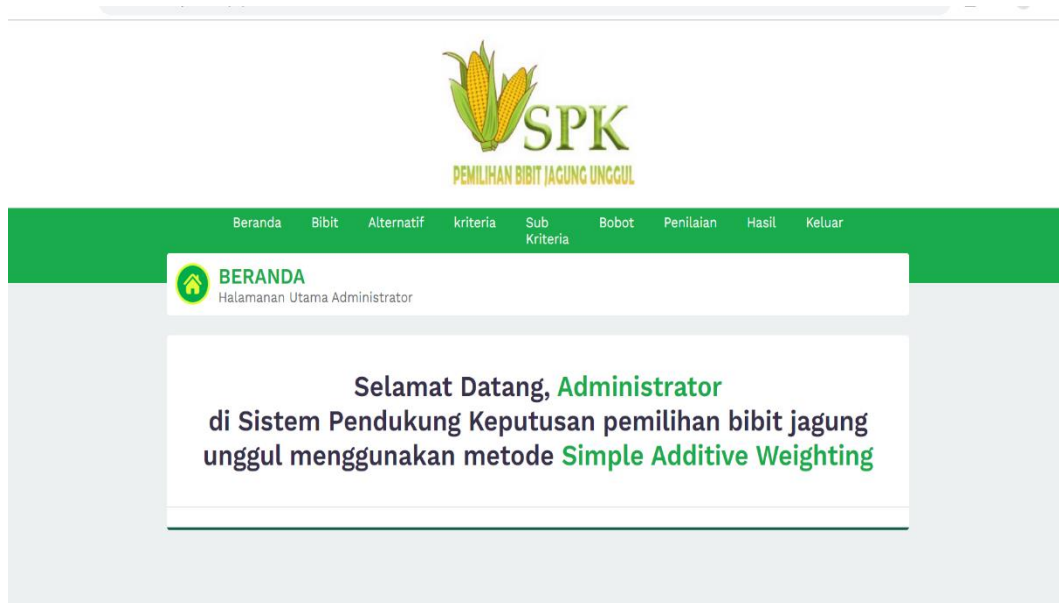 SPK
PEMILIHAN BIBIT JAGUNG UNGGUL
Beranda Bibit Alternatif kriteria Sub Kriteria Bobot Penilaian Hasil Keluar
BERANDA
Halamanan Utama Administrator
Selamat Datang, Administrator
di Sistem Pendukung Keputusan pemilihan bibit jagung
unggul menggunakan metode Simple Additive Weighting